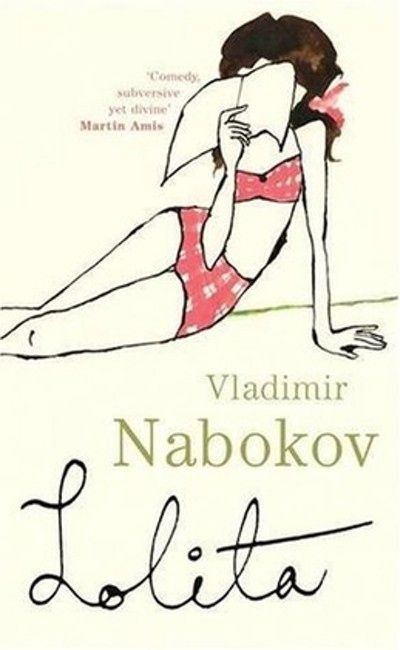 'Comedy,
subversive
yet divine'
Martin Amis
Vladimir
Nabokov
Lolita